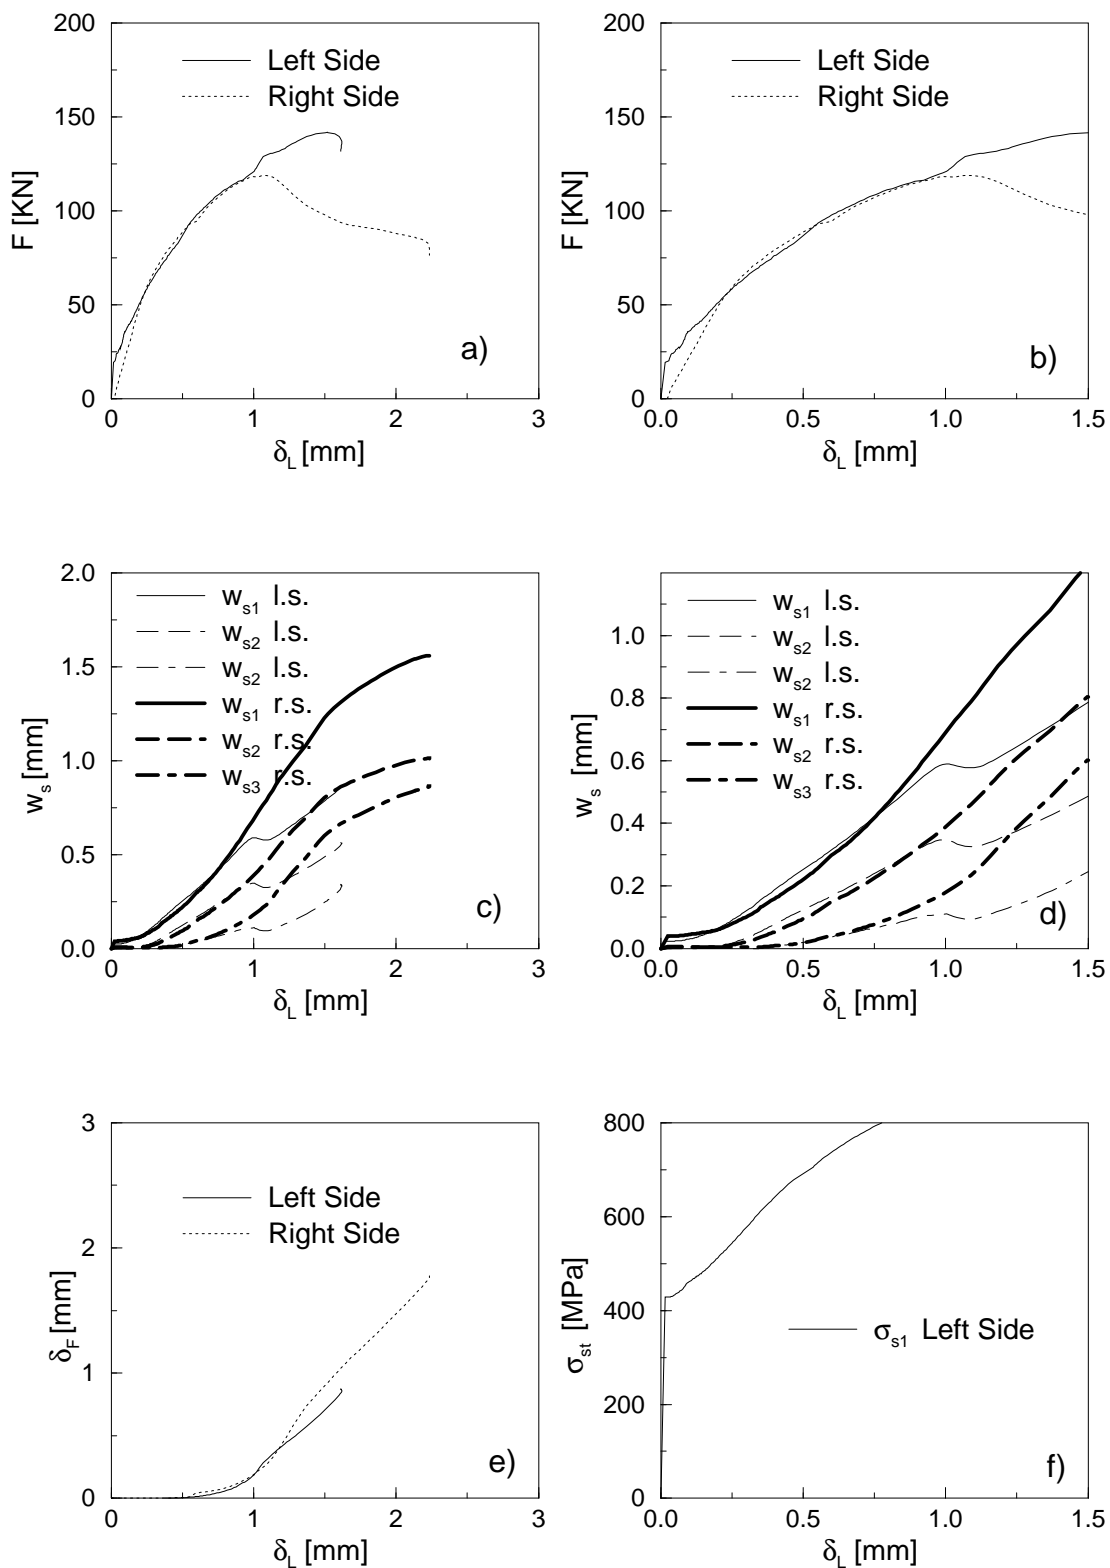 200
150
100
50
0
F [KN]
Left Side
Right Side
a)
0 1 2 3
δL [mm]
200
150
100
50
0
F [KN]
Left Side
Right Side
b)
0.0 0.5 1.0 1.5
δL [mm]
2.0
1.5
1.0
0.5
0.0
ws [mm]
ws1 l.s.
ws2 l.s.
ws2 l.s.
ws1 r.s.
ws2 r.s.
ws3 r.s.
c)
0 1 2 3
δL [mm]
1.0
0.8
0.6
0.4
0.2
0.0
ws [mm]
ws1 l.s.
ws2 l.s.
ws2 l.s.
ws1 r.s.
ws2 r.s.
ws3 r.s.
d)
0.0 0.5 1.0 1.5
δL [mm]
3
2
1
0
δF [mm]
Left Side
Right Side
e)
0 1 2 3
δL [mm]
800
600
400
200
0
σst [MPa]
σs1 Left Side
f)
0.0 0.5 1.0 1.5
δL [mm]